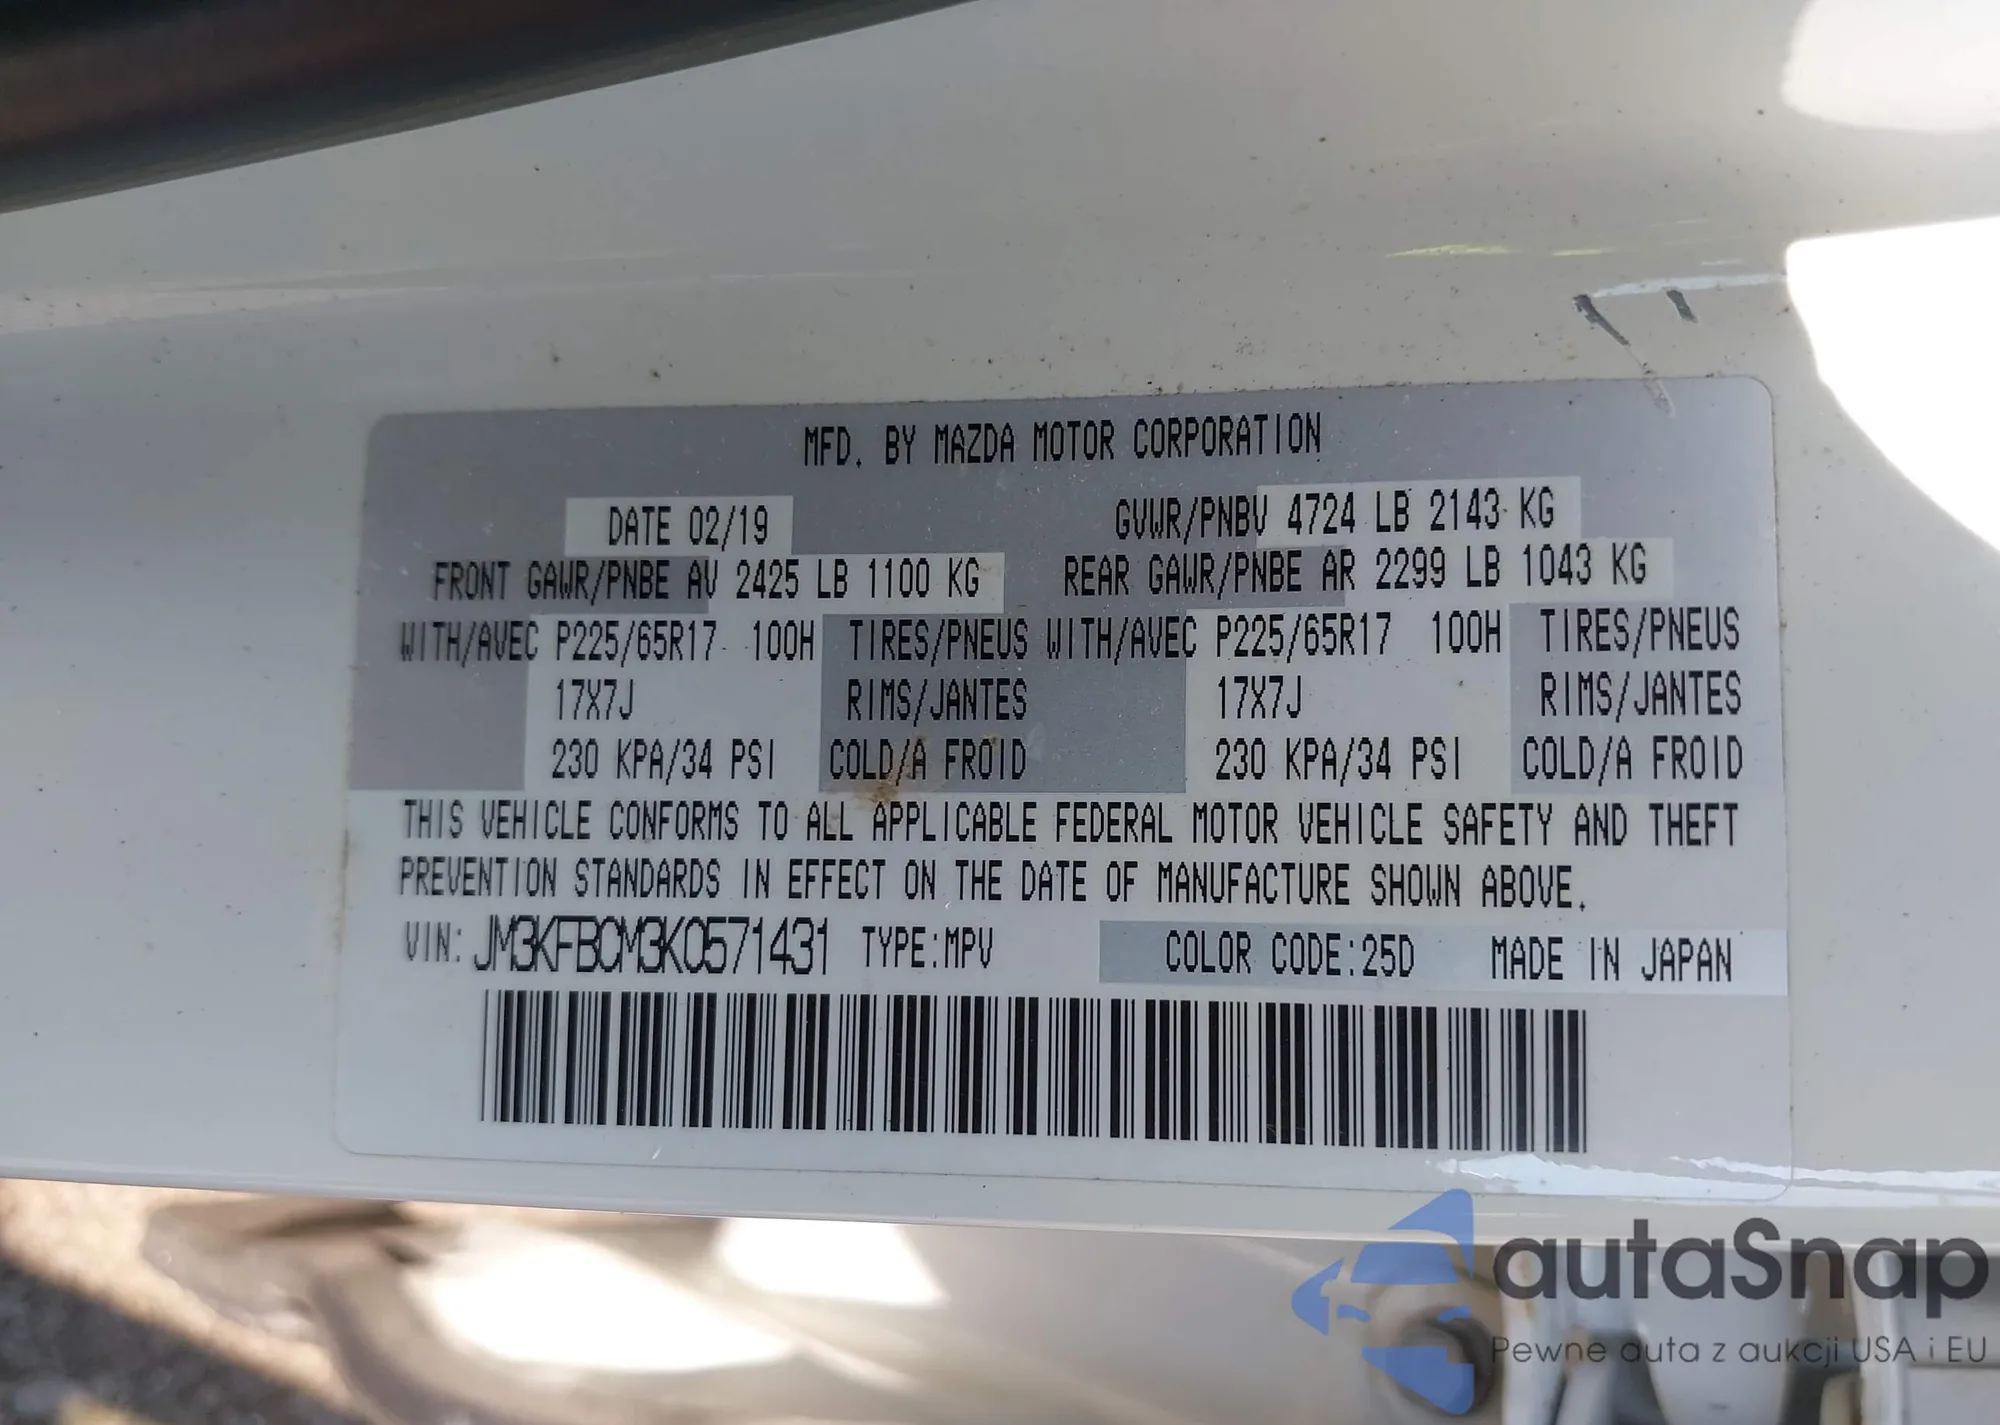 MFD. BY MAZDA MOTOR CORPORATION
DATE 02/19 GVWR/PNBV 4724 LB 2143 KG
FRONT GAWR/PNBE AV 2425 LB 1100 KG REAR GAWR/PNBE AR 2299 LB 1043 KG
WITH/AVEC P225/65R17 100H TIRES/PNEUS WITH/AVEC P225/65R17 100H TIRES/PNEUS
17X7J RIMS/JANTES 17X7J RIMS/JANTES
230 KPA/34 PSI COLD/A FROID 230 KPA/34 PSI COLD/A FROID
THIS VEHICLE CONFORMS TO ALL APPLICABLE FEDERAL MOTOR VEHICLE SAFETY AND THEFT
PREVENTION STANDARDS IN EFFECT ON THE DATE OF MANUFACTURE SHOWN ABOVE.
VIN: JM3KFBCM3K0571431 TYPE:MPV COLOR CODE:25D MADE IN JAPAN
autaSnap
Pewne auta z aukcji USA i EU